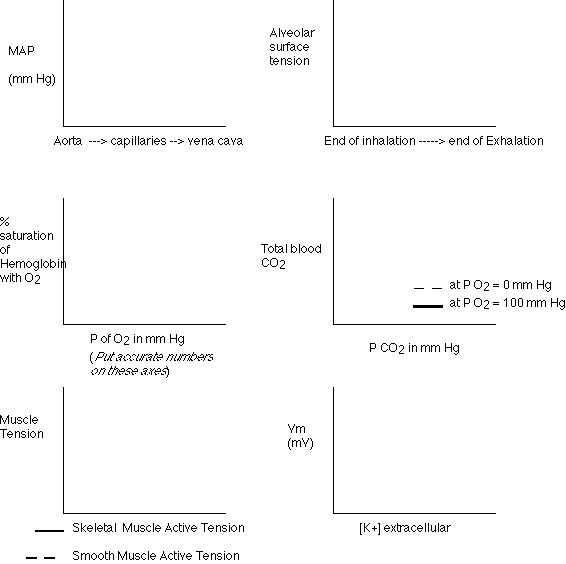 MAP
(mm Hg)
Aorta ---> capillaries --> vena cava
Alveolar
surface
tension
End of inhalation -----> end of Exhalation
%
saturation
of
Hemoglobin
with O2
P of O2 in mm Hg
(Put accurate numbers
on these axes)
Total blood
CO2
at P O2 = 0 mm Hg
at P O2 = 100 mm Hg
P CO2 in mm Hg
Muscle
Tension
Skeletal Muscle Active Tension
Smooth Muscle Active Tension
Vm
(mV)
[K+] extracellular